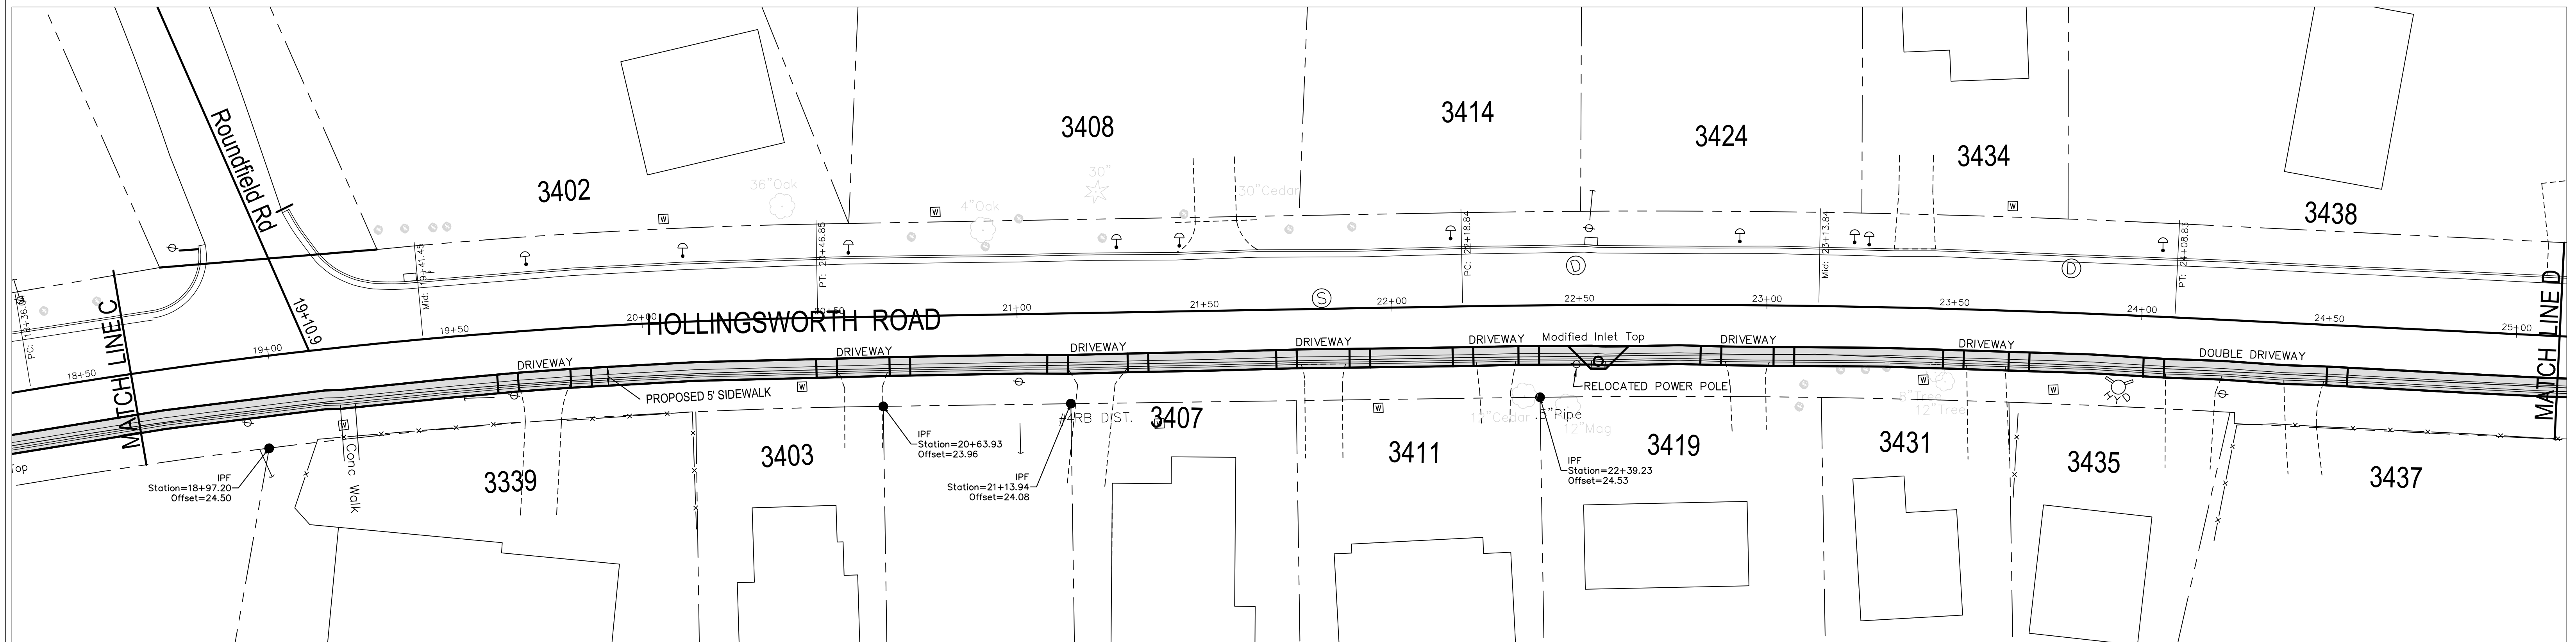 Roundfield Rd
19+10.9
3402
3408
3414
3424
3434
3438
36"Oak
4"Oak
30"
30"Cedar
W
W
W
PC: 18+36.04
Mid: 19+41.45
PT: 20+46.85
PC: 22+18.84
Mid: 23+13.84
PT: 24+08.83
MATCH LINE C
MATCH LINE D
S
D
D
18+50
19+00
19+50
20+00
20+50
21+00
21+50
22+00
22+50
23+00
23+50
24+00
24+50
25+00
HOLLINGSWORTH ROAD
DRIVEWAY
DRIVEWAY
DRIVEWAY
DRIVEWAY
DRIVEWAY
Modified Inlet Top
DRIVEWAY
DRIVEWAY
DOUBLE DRIVEWAY
PROPOSED 5' SIDEWALK
RELOCATED POWER POLE
W
W
W
W
W
W
HYD
8"Tree
12"Tree
#4RB DIST.
.5"Pipe
12"Mag
Top
Conc Walk
3339
3403
3407
3411
3419
3431
3435
3437
IPF
Station=18+97.20
Offset=24.50
IPF
Station=20+63.93
Offset=23.96
IPF
Station=21+13.94
Offset=24.08
IPF
Station=22+39.23
Offset=24.53